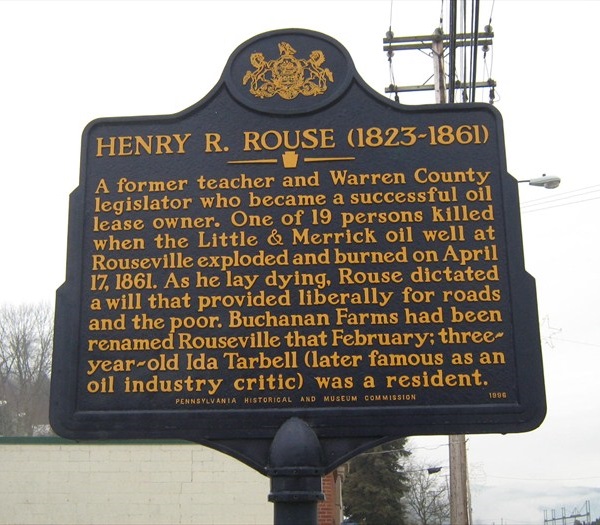 HENRY R. ROUSE (1823-1861)
A former teacher and Warren County
legislator who became a successful oil
lease owner. One of 19 persons killed
when the Little & Merrick oil well at
Rouseville exploded and burned on April
17, 1861. As he lay dying, Rouse dictated
a will that provided liberally for roads
and the poor. Buchanan Farms had been
renamed Rouseville that February; three-
year-old Ida Tarbell (later famous as an
oil industry critic) was a resident.
PENNSYLVANIA HISTORICAL AND MUSEUM COMMISSION 1996